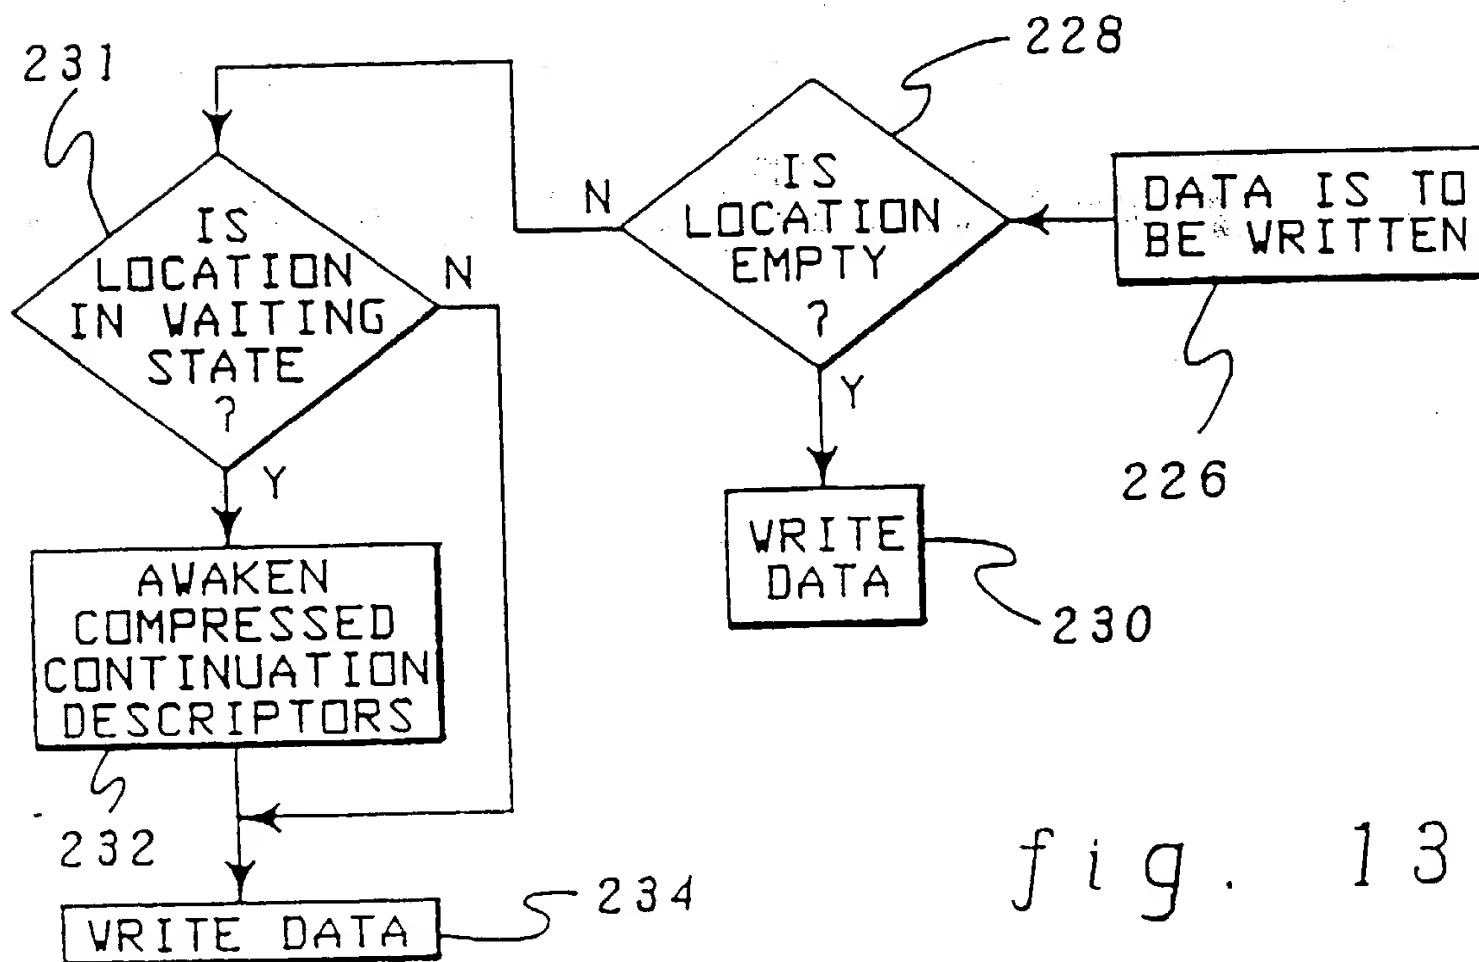 231
228
IS
LOCATION
IN WAITING
STATE
?
N
Y
N
IS
LOCATION
EMPTY
?
Y
DATA IS TO
BE WRITTEN
226
WRITE
DATA
230
AWAKEN
COMPRESSED
CONTINUATION
DESCRIPTORS
232
WRITE DATA
234
fig. 13